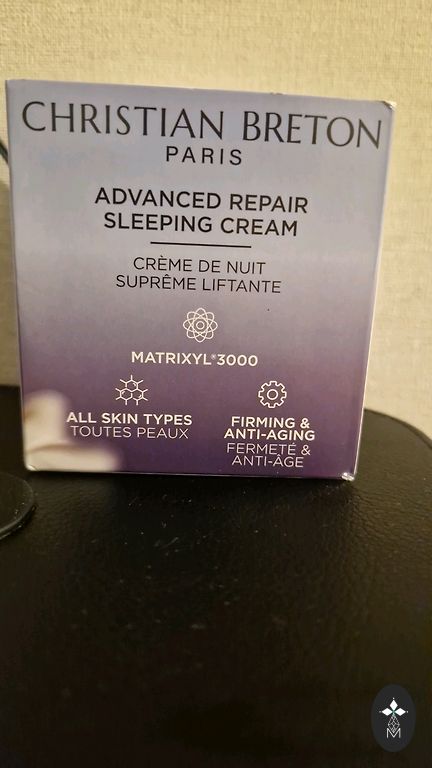 CHRISTIAN BRETON
PARIS
ADVANCED REPAIR
SLEEPING CREAM
CRÈME DE NUIT
SUPRÊME LIFTANTE
MATRIXYL®3000
ALL SKIN TYPES
TOUTES PEAUX
FIRMING &
ANTI-AGING
FERMETÉ &
ANTI-ÂGE
M